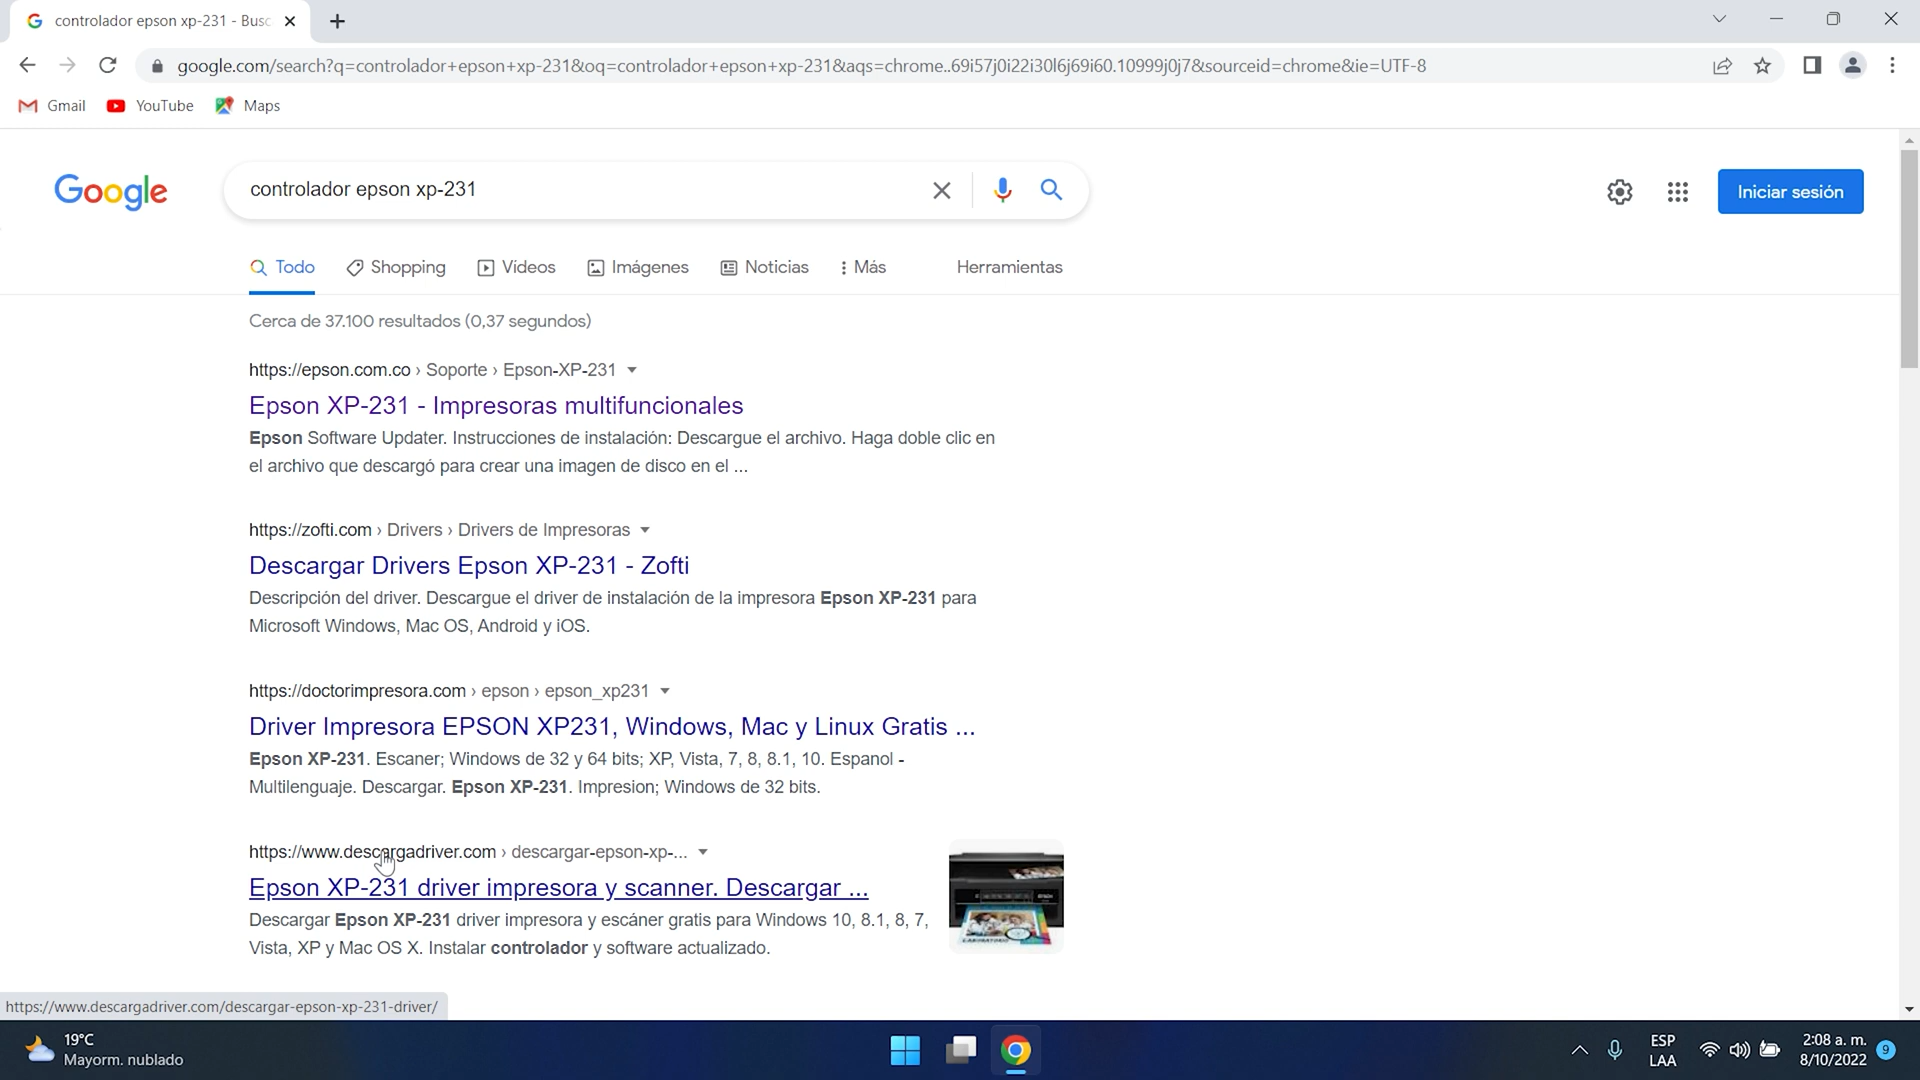 controlador epson xp-231 - Busc
google.com/search?q=controlador+epson+xp-231&oq=controlador+epson+xp-231&aqs=chrome..69i57j0i22i30l6j69i60.10999j0j7&sourceid=chrome&ie=UTF-8
Gmail YouTube Maps
Google controlador epson xp-231 Iniciar sesión
Todo Shopping Videos Imágenes Noticias Más Herramientas
Cerca de 37.100 resultados (0,37 segundos)
https://epson.com.co › Soporte › Epson-XP-231
Epson XP-231 - Impresoras multifuncionales
Epson Software Updater. Instrucciones de instalación: Descargue el archivo. Haga doble clic en
el archivo que descargó para crear una imagen de disco en el ...
https://zofti.com › Drivers › Drivers de Impresoras
Descargar Drivers Epson XP-231 - Zofti
Descripción del driver. Descargue el driver de instalación de la impresora Epson XP-231 para
Microsoft Windows, Mac OS, Android y iOS.
https://doctorimpresora.com › epson › epson_xp231
Driver Impresora EPSON XP231, Windows, Mac y Linux Gratis ...
Epson XP-231. Escaner; Windows de 32 y 64 bits; XP, Vista, 7, 8, 8.1, 10. Espanol -
Multilenguaje. Descargar. Epson XP-231. Impresion; Windows de 32 bits.
https://www.descargadriver.com › descargar-epson-xp-...
Epson XP-231 driver impresora y scanner. Descargar ...
Descargar Epson XP-231 driver impresora y escáner gratis para Windows 10, 8.1, 8, 7,
Vista, XP y Mac OS X. Instalar controlador y software actualizado.
https://www.descargadriver.com/descargar-epson-xp-231-driver/
19°C
Mayorm. nublado
ESP
LAA
2:08 a. m.
8/10/2022
9